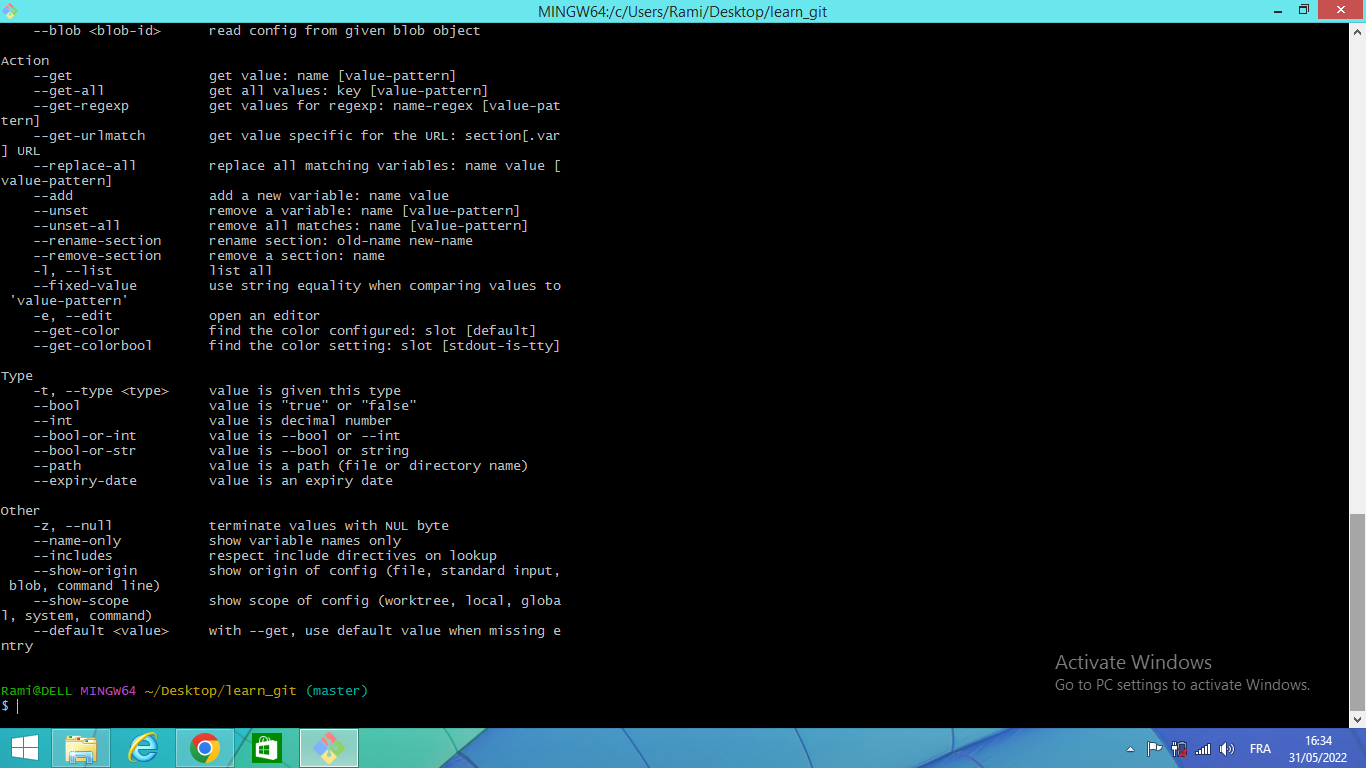 MINGW64:/c/Users/Rami/Desktop/learn_git
--blob <blob-id> read config from given blob object
Action
--get get value: name [value-pattern]
--get-all get all values: key [value-pattern]
--get-regexp get values for regexp: name-regex [value-pat
tern]
--get-urlmatch get value specific for the URL: section[.var
] URL
--replace-all replace all matching variables: name value [
value-pattern]
--add add a new variable: name value
--unset remove a variable: name [value-pattern]
--unset-all remove all matches: name [value-pattern]
--rename-section rename section: old-name new-name
--remove-section remove a section: name
-l, --list list all
--fixed-value use string equality when comparing values to
'value-pattern'
-e, --edit open an editor
--get-color find the color configured: slot [default]
--get-colorbool find the color setting: slot [stdout-is-tty]
Type
-t, --type <type> value is given this type
--bool value is "true" or "false"
--int value is decimal number
--bool-or-int value is --bool or --int
--bool-or-str value is --bool or string
--path value is a path (file or directory name)
--expiry-date value is an expiry date
Other
-z, --null terminate values with NUL byte
--name-only show variable names only
--includes respect include directives on lookup
--show-origin show origin of config (file, standard input,
blob, command line)
--show-scope show scope of config (worktree, local, globa
l, system, command)
--default <value> with --get, use default value when missing e
ntry
Rami@DELL MINGW64 ~/Desktop/learn_git (master)
$
Activate Windows
Go to PC settings to activate Windows.
FRA
16:34
31/05/2022